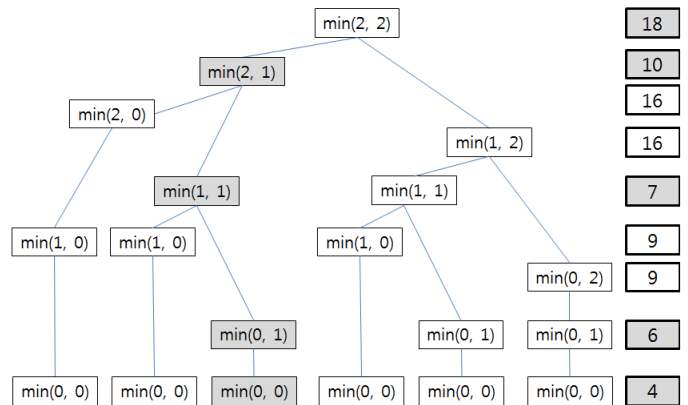 min(2, 2) 18
min(2, 1) 10
min(2, 0) 16
min(1, 2) 16
min(1, 1) min(1, 1) 7
min(1, 0) min(1, 0) min(1, 0) 9
min(0, 2) 9
min(0, 1) min(0, 1) min(0, 1) 6
min(0, 0) min(0, 0) min(0, 0) min(0, 0) min(0, 0) min(0, 0) 4